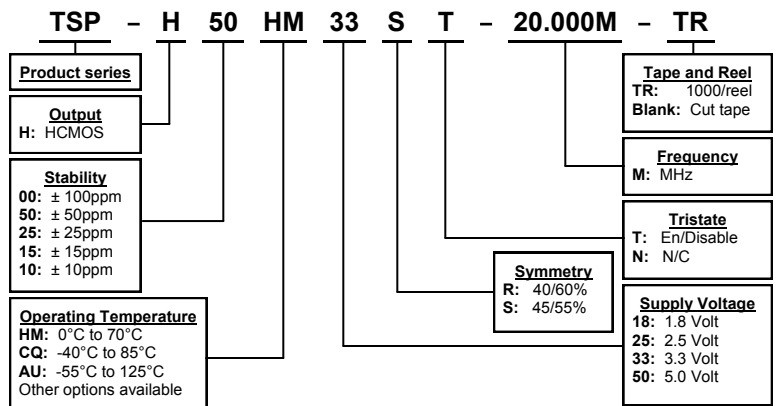 TSP – H 50 HM 33 S T – 20.000M – TR
Product series
Output
H: HCMOS
Stability
00: ± 100ppm
50: ± 50ppm
25: ± 25ppm
15: ± 15ppm
10: ± 10ppm
Operating Temperature
HM: 0°C to 70°C
CQ: -40°C to 85°C
AU: -55°C to 125°C
Other options available
Tape and Reel
TR: 1000/reel
Blank: Cut tape
Frequency
M: MHz
Tristate
T: En/Disable
N: N/C
Symmetry
R: 40/60%
S: 45/55%
Supply Voltage
18: 1.8 Volt
25: 2.5 Volt
33: 3.3 Volt
50: 5.0 Volt